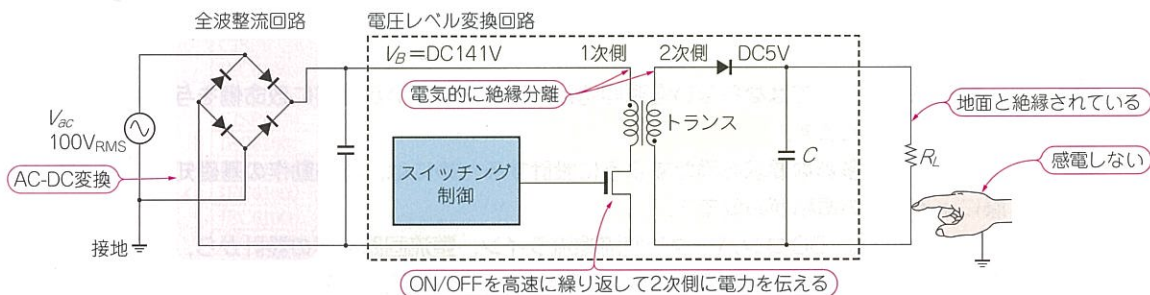 全波整流回路
電圧レベル変換回路
V_B=DC141V
1次側
2次側
DC5V
電気的に絶縁分離
地面と絶縁されている
V_ac
100V_RMS
トランス
C
R_L
感電しない
AC-DC変換
スイッチング
制御
接地
ON/OFFを高速に繰り返して2次側に電力を伝える